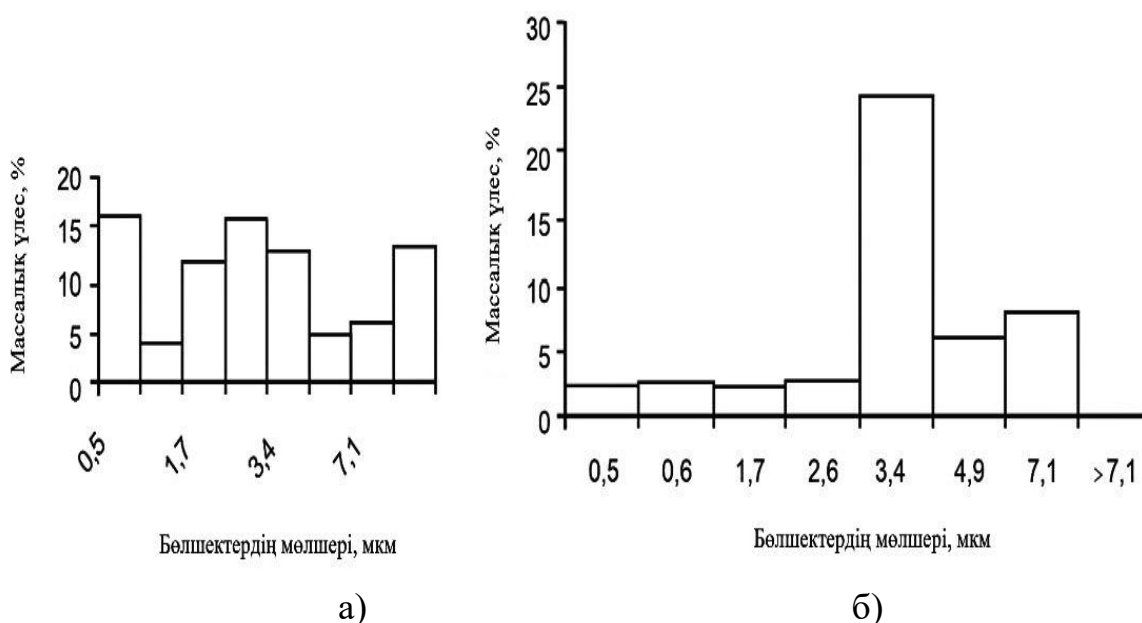 Массалық үлес, %
20
15
10
5
0
0,5
1,7
3,4
7,1
Бөлшектердің мөлшері, мкм
а)
Массалық үлес, %
30
25
20
15
10
5
0
0,5 0,6 1,7 2,6 3,4 4,9 7,1 >7,1
Бөлшектердің мөлшері, мкм
б)